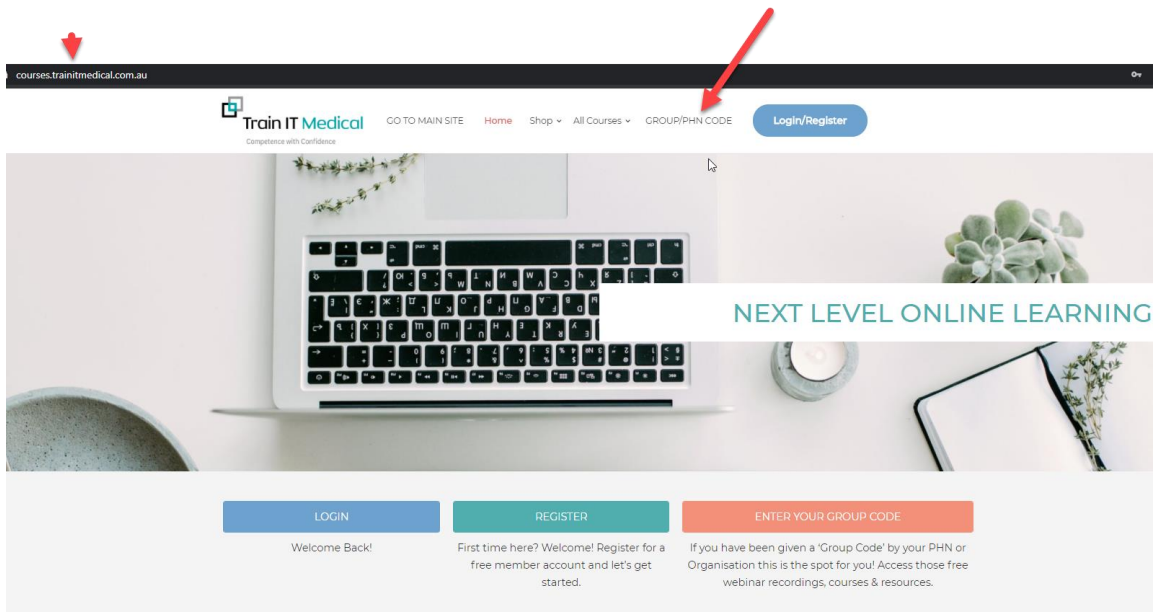 courses.trainitmedical.com.au
Train IT Medical
Competence with Confidence
GO TO MAIN SITE Home Shop All Courses GROUP/PHN CODE Login/Register
NEXT LEVEL ONLINE LEARNING
LOGIN
Welcome Back!
REGISTER
First time here? Welcome! Register for a
free member account and let's get
started.
ENTER YOUR GROUP CODE
If you have been given a 'Group Code' by your PHN or
Organisation this is the spot for you! Access those free
webinar recordings, courses & resources.